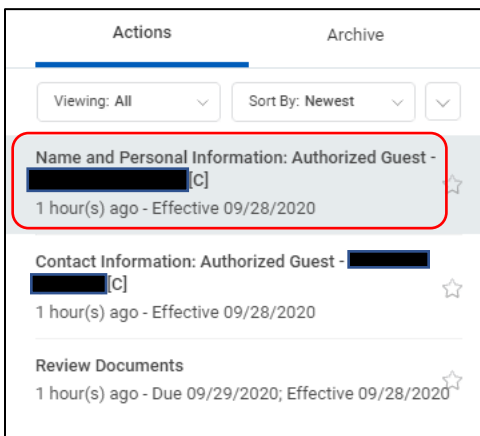 Actions Archive
Viewing: All Sort By: Newest
Name and Personal Information: Authorized Guest -
[C]
1 hour(s) ago - Effective 09/28/2020
Contact Information: Authorized Guest -
[C]
1 hour(s) ago - Effective 09/28/2020
Review Documents
1 hour(s) ago - Due 09/29/2020; Effective 09/28/2020